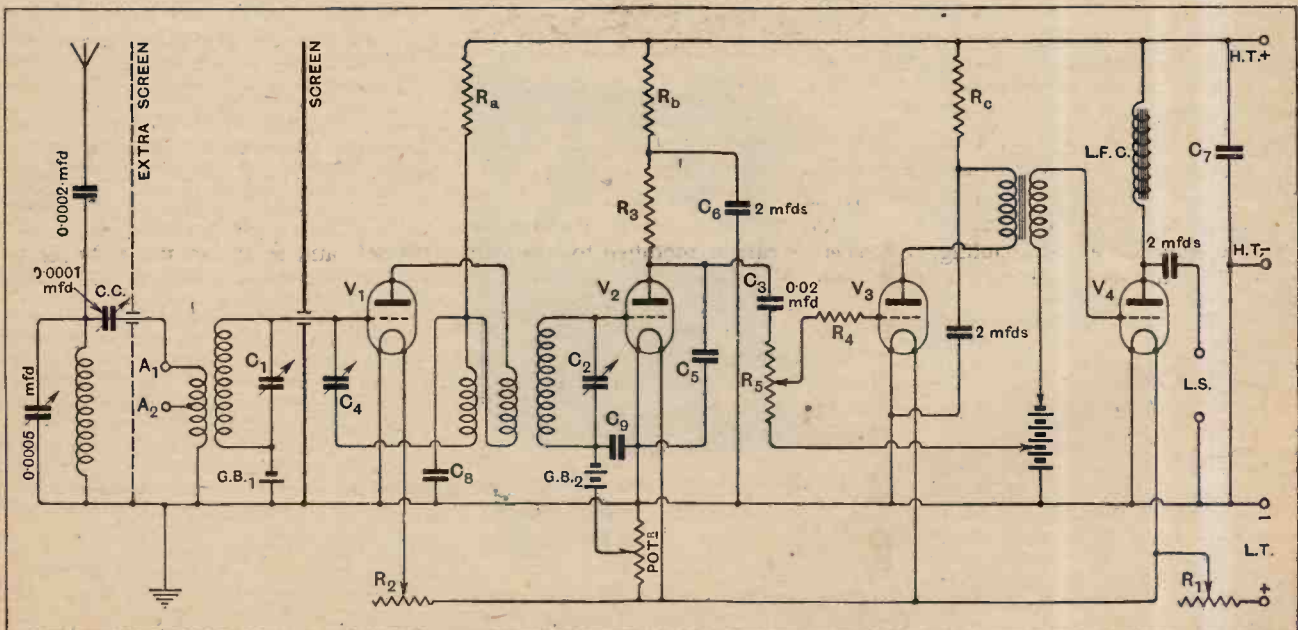 0·0002·mfd
EXTRA SCREEN
SCREEN
0·0001
mfd
C.C.
0·0005 mfd
A1
A2
C1
G.B.1
C4
V1
Ra
C8
R2
Rb
R3
C6 2 mfds
V2
C2
C9
G.B.2
POTR
C5
C3
0·02
mfd
R5
R4
V3
Rc
2 mfds
L.F.C.
V4
2 mfds
L.S.
C7
H.T.+
H.T.-
-
L.T.
+
R1